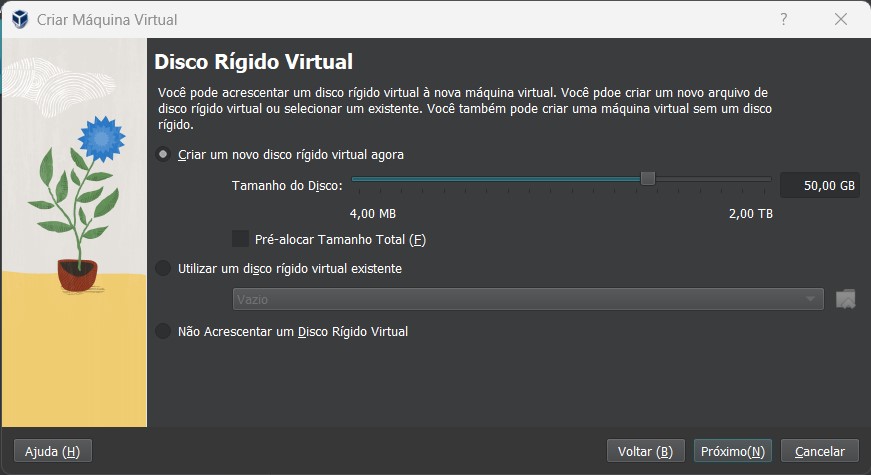 Criar Máquina Virtual
?
Disco Rígido Virtual
Você pode acrescentar um disco rígido virtual à nova máquina virtual. Você pdoe criar um novo arquivo de
disco rígido virtual ou selecionar um existente. Você também pode criar uma máquina virtual sem um disco
rígido.
Criar um novo disco rígido virtual agora
Tamanho do Disco:
50,00 GB
4,00 MB
2,00 TB
Pré-alocar Tamanho Total (F)
Utilizar um disco rígido virtual existente
Vazio
Não Acrescentar um Disco Rígido Virtual
Ajuda (H)
Voltar (B)
Próximo(N)
Cancelar